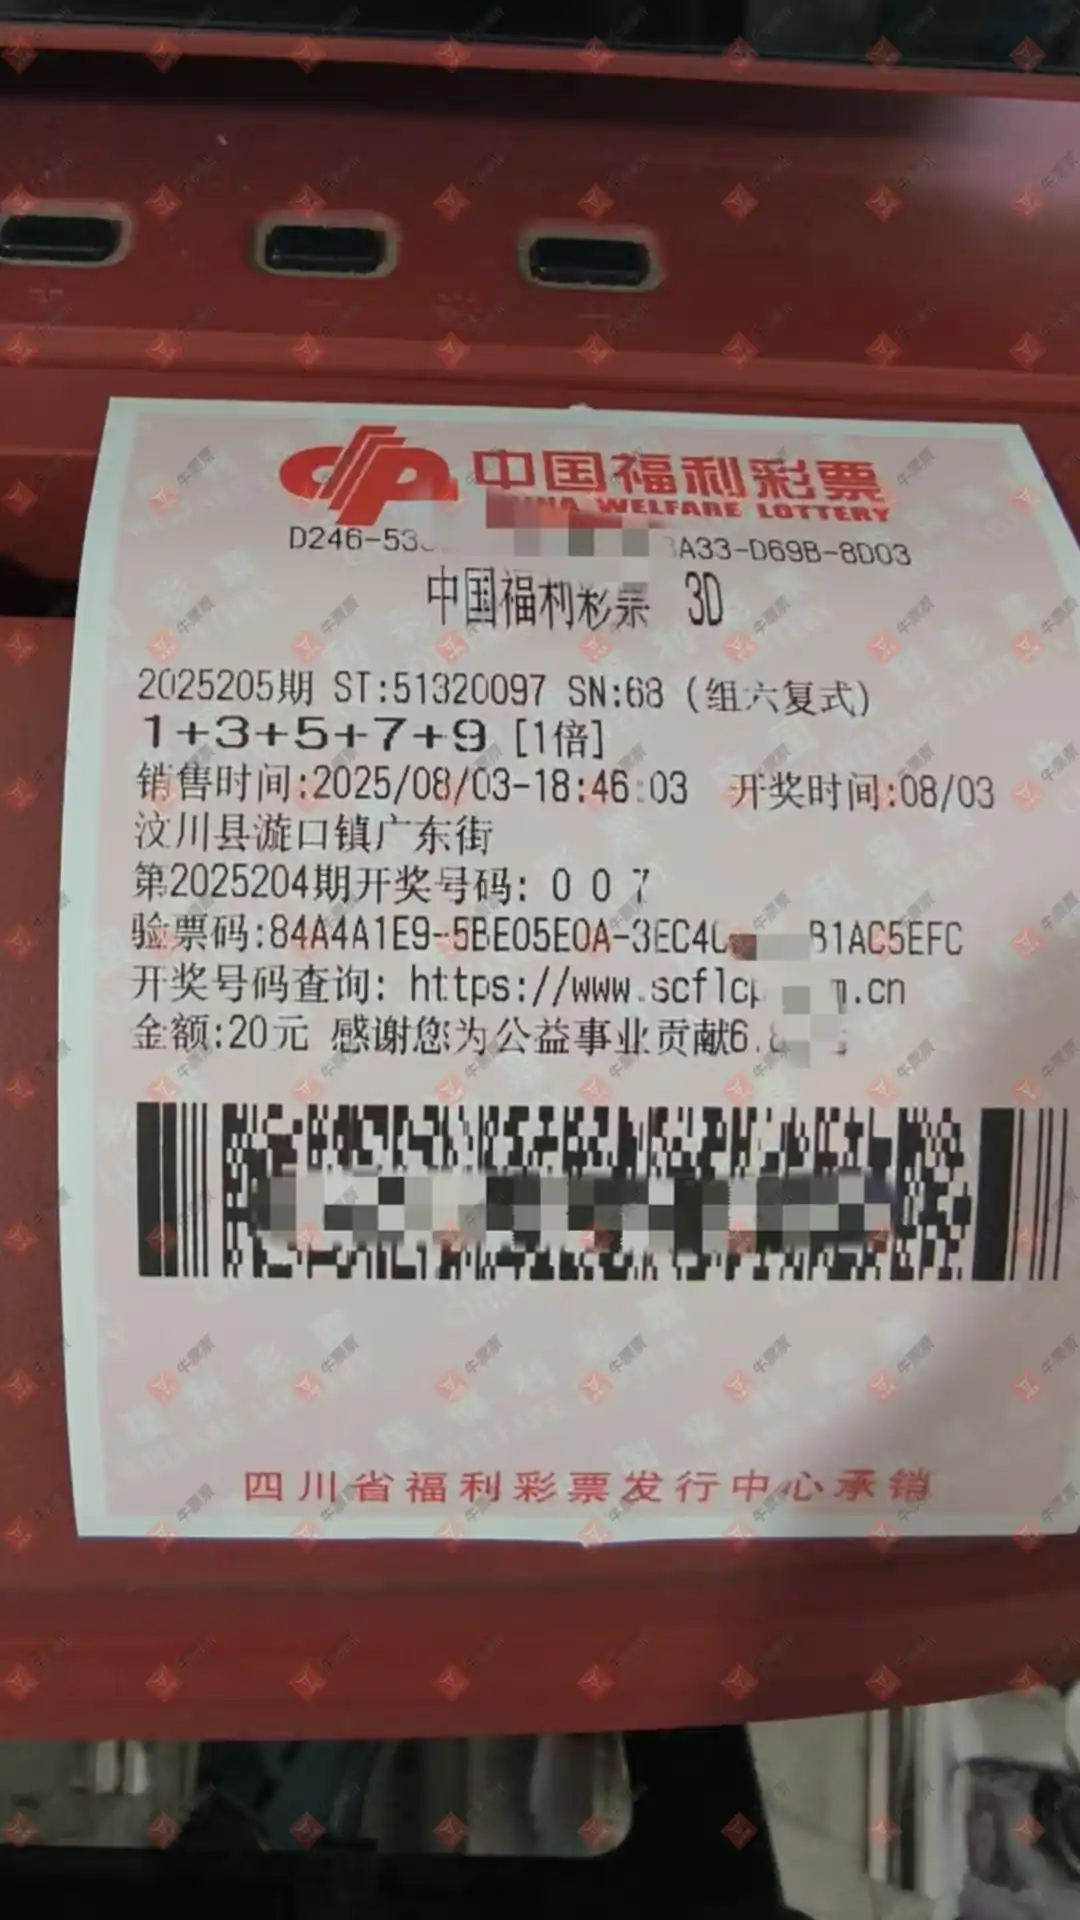 中国福利彩票
CHINA WELFARE LOTTERY
D246-53 3A33-D69B-8D03
中国福利彩票 3D
2025205期 ST:51320097 SN:68 (组六复式)
1+3+5+7+9 [1倍]
销售时间:2025/08/03-18:46:03 开奖时间:08/03
汶川县漩口镇广东街
第2025204期开奖号码: 0 0 7
验票码:84A4A1E9-5BE05E0A-3EC4 B1AC5EFC
开奖号码查询: https://www.scflcp .cn
金额:20元 感谢您为公益事业贡献6.
四川省福利彩票发行中心承销
牛票票